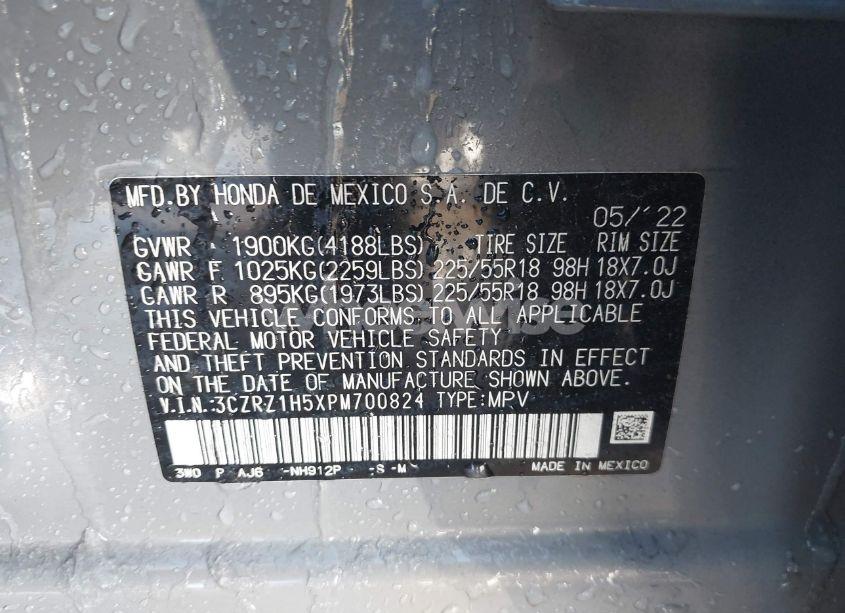 MFD.BY HONDA DE MEXICO S.A. DE C.V.
05/'22
GVWR 1900KG(4188LBS) TIRE SIZE RIM SIZE
GAWR F 1025KG(2259LBS) 225/55R18 98H 18X7.0J
GAWR R 895KG(1973LBS) 225/55R18 98H 18X7.0J
THIS VEHICLE CONFORMS TO ALL APPLICABLE
FEDERAL MOTOR VEHICLE SAFETY
AND THEFT PREVENTION STANDARDS IN EFFECT
ON THE DATE OF MANUFACTURE SHOWN ABOVE.
V.I.N.:3CZRZ1H5XPM700824 TYPE:MPV
3W0 P AJ6 -NH912P -S -M
MADE IN MEXICO